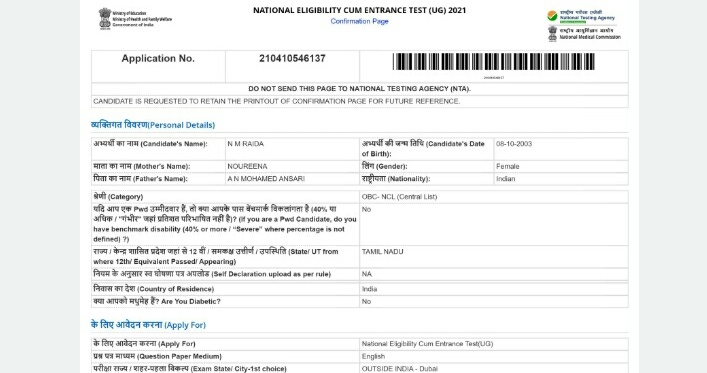 Ministry of Education
Ministry of Health and Family Welfare
Government of India
NATIONAL ELIGIBILITY CUM ENTRANCE TEST (UG) 2021
Confirmation Page
राष्ट्रीय परीक्षा एजेंसी
National Testing Agency
राष्ट्रीय आयुर्विज्ञान आयोग
National Medical Commission
Application No. 210410546137
DO NOT SEND THIS PAGE TO NATIONAL TESTING AGENCY (NTA).
CANDIDATE IS REQUESTED TO RETAIN THE PRINTOUT OF CONFIRMATION PAGE FOR FUTURE REFERENCE.
व्यक्तिगत विवरण(Personal Details)
अभ्यर्थी का नाम (Candidate's Name): N M RAIDA अभ्यर्थी की जन्म तिथि (Candidate's Date of Birth): 08-10-2003
माता का नाम (Mother's Name): NOUREENA लिंग (Gender): Female
पिता का नाम (Father's Name): A N MOHAMED ANSARI राष्ट्रीयता (Nationality): Indian
श्रेणी (Category) OBC- NCL (Central List)
यदि आप एक Pwd उम्मीदवार हैं, तो क्या आपके पास बेंचमार्क विकलांगता है (40% या No
अधिक / "गंभीर" जहां प्रतिशत परिभाषित नहीं है)? (If you are a Pwd Candidate, do you
have benchmark disability (40% or more / "Severe" where percentage is not
defined) ?)
राज्य / केन्द्र शासित प्रदेश जहां से 12 वीं / समकक्ष उत्तीर्ण / उपस्थिति (State/ UT from TAMIL NADU
where 12th/ Equivalent Passed/ Appearing)
नियम के अनुसार स्व घोषणा पत्र अपलोड (Self Declaration upload as per rule) NA
निवास का देश (Country of Residence) India
क्या आपको मधुमेह हैं? Are You Diabetic? No
के लिए आवेदन करना (Apply For)
के लिए आवेदन करना (Apply For) National Eligibility Cum Entrance Test(UG)
प्रश्न पत्र माध्यम (Question Paper Medium) English
परीक्षा राज्य / शहर-पहला विकल्प (Exam State/ City-1st choice) OUTSIDE INDIA - Dubai